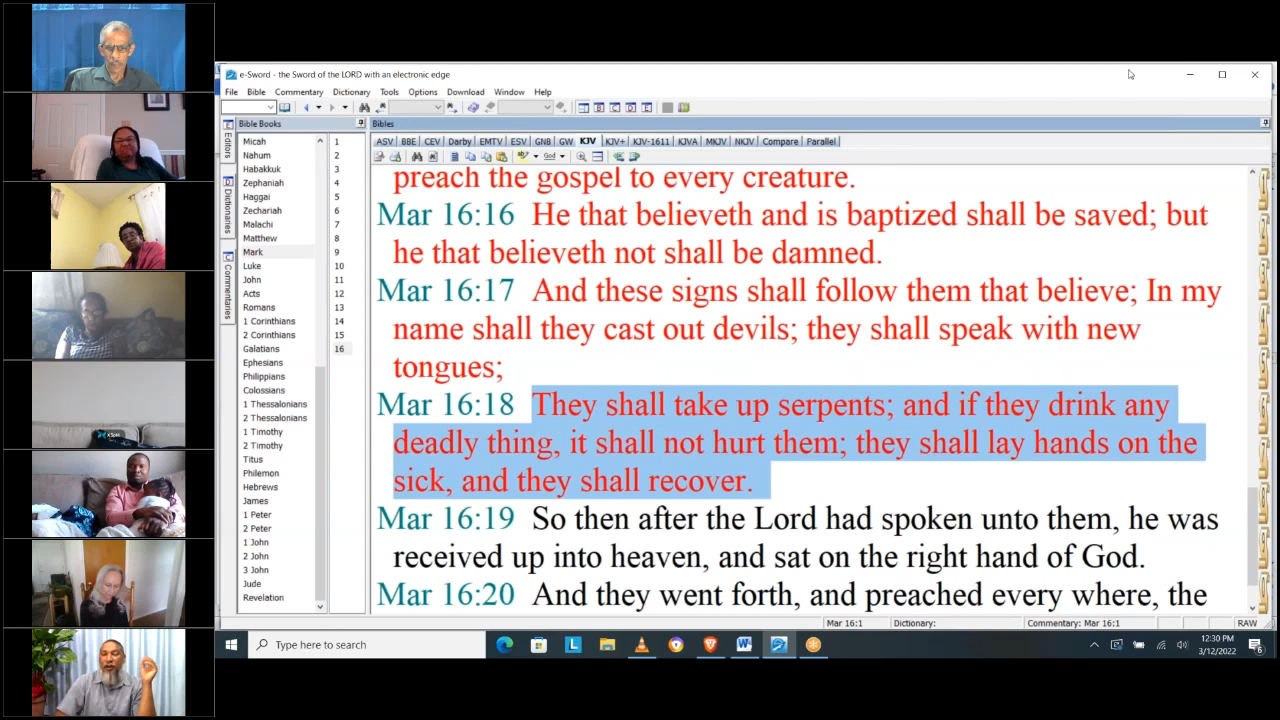 e-Sword - the Sword of the LORD with an electronic edge
File Bible Commentary Dictionary Tools Options Download Window Help
Bible Books
Bibles
Editors
Dictionaries
Commentaries
Micah
Nahum
Habakkuk
Zephaniah
Haggai
Zechariah
Malachi
Matthew
Mark
Luke
John
Acts
Romans
1 Corinthians
2 Corinthians
Galatians
Ephesians
Philippians
Colossians
1 Thessalonians
2 Thessalonians
1 Timothy
2 Timothy
Titus
Philemon
Hebrews
James
1 Peter
2 Peter
1 John
2 John
3 John
Jude
Revelation
1
2
3
4
5
6
7
8
9
10
11
12
13
14
15
16
ASV BBE CEV Darby EMTV ESV GNB GW KJV KJV+ KJV-1611 KJVA MKJV NKJV Compare Parallel
God
preach the gospel to every creature.
Mar 16:16 He that believeth and is baptized shall be saved; but
he that believeth not shall be damned.
Mar 16:17 And these signs shall follow them that believe; In my
name shall they cast out devils; they shall speak with new
tongues;
Mar 16:18 They shall take up serpents; and if they drink any
deadly thing, it shall not hurt them; they shall lay hands on the
sick, and they shall recover.
Mar 16:19 So then after the Lord had spoken unto them, he was
received up into heaven, and sat on the right hand of God.
Mar 16:20 And they went forth, and preached every where, the
Mar 16:1 Dictionary: Commentary: Mar 16:1 RAW
Type here to search
12:30 PM
3/12/2022
6